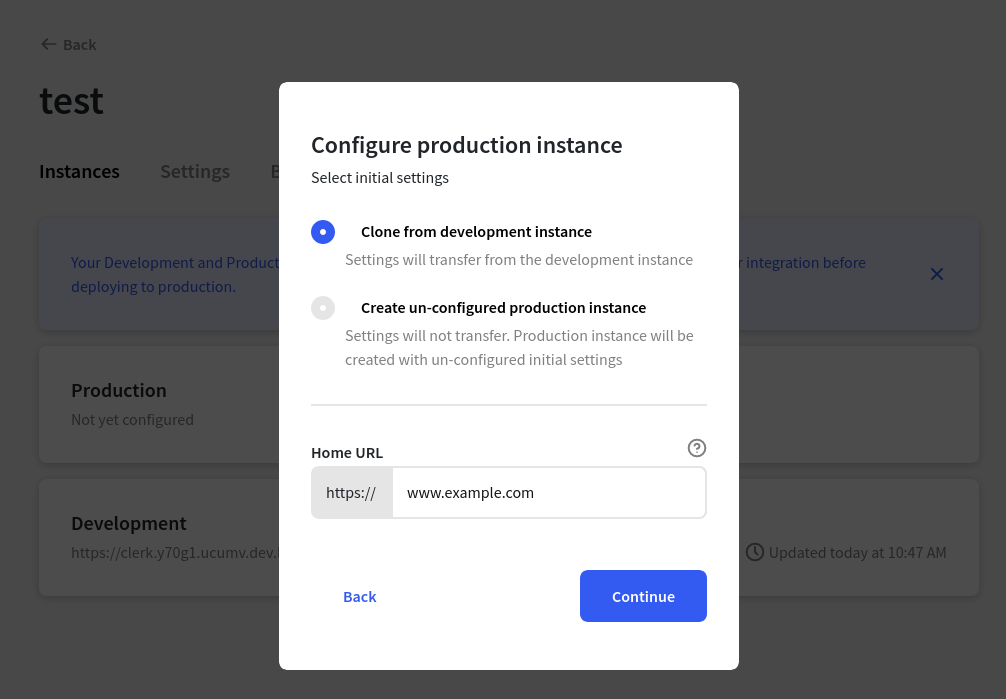 Back
test
Instances
Settings
B
Configure production instance
Select initial settings
Clone from development instance
Settings will transfer from the development instance
Create un-configured production instance
Settings will not transfer. Production instance will be
created with un-configured initial settings
Home URL
https:// www.example.com
Back
Continue
Your Development and Product
r integration before
deploying to production.
Production
Not yet configured
Development
https://clerk.y70g1.ucumv.dev.
Updated today at 10:47 AM